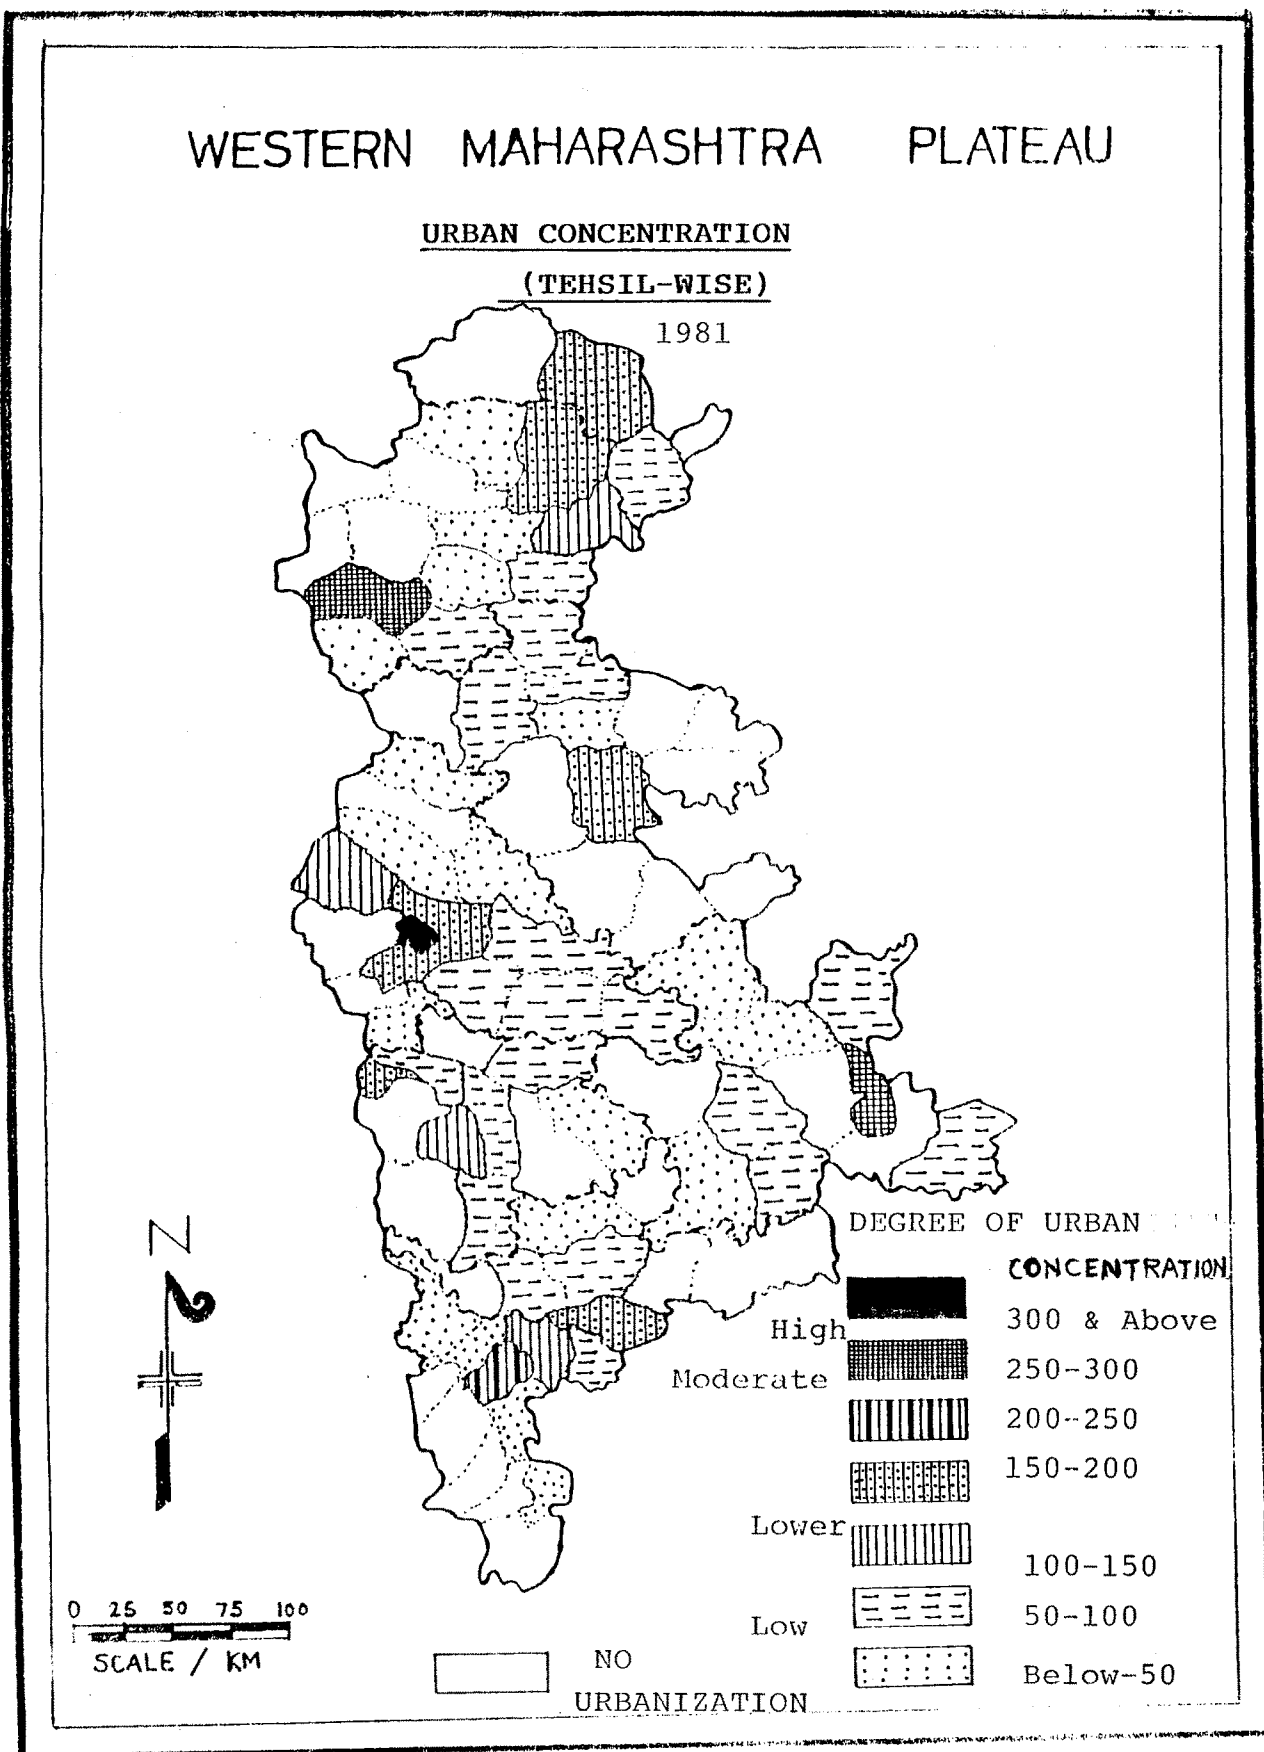 WESTERN MAHARASHTRA PLATEAU
URBAN CONCENTRATION
(TEHSIL-WISE)
1981
N
DEGREE OF URBAN
CONCENTRATION
300 & Above
High
250-300
Moderate
200-250
150-200
Lower
100-150
50-100
Low
Below-50
NO
URBANIZATION
0 25 50 75 100
SCALE / KM